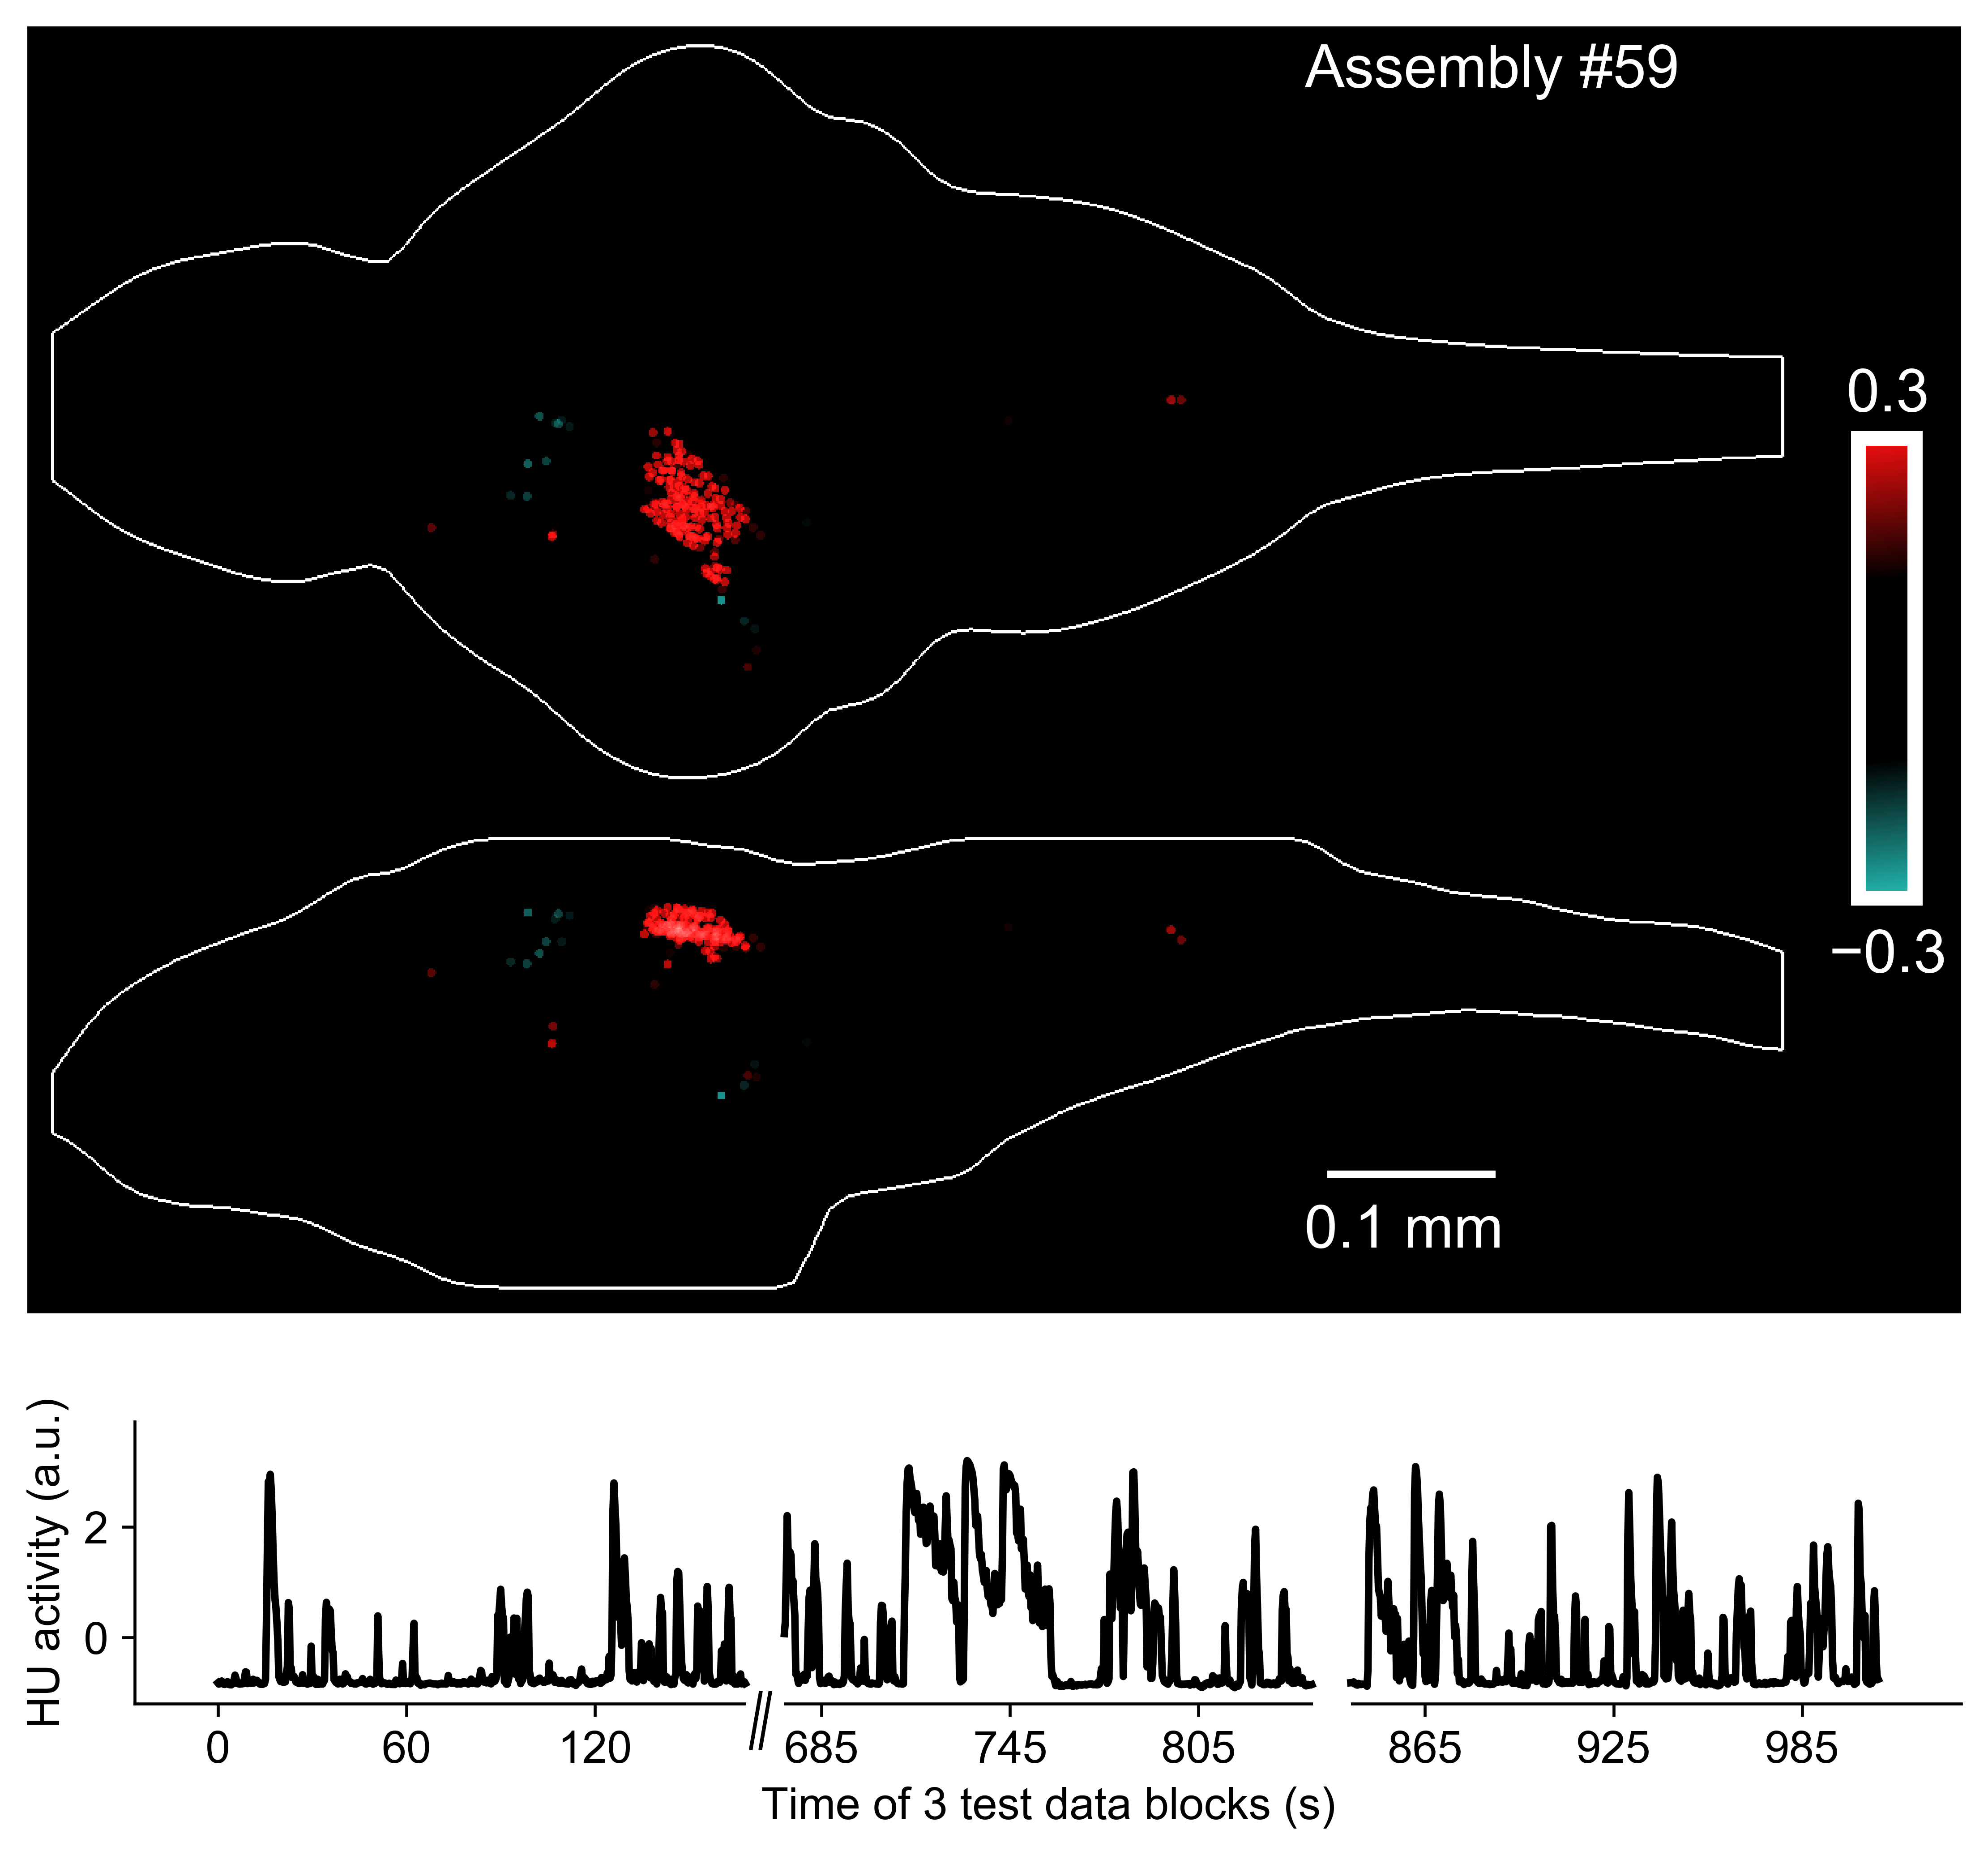 Assembly #59
0.3
−0.3
0.1 mm
HU activity (a.u.)
2
0
0 60 120 685 745 805 865 925 985
Time of 3 test data blocks (s)